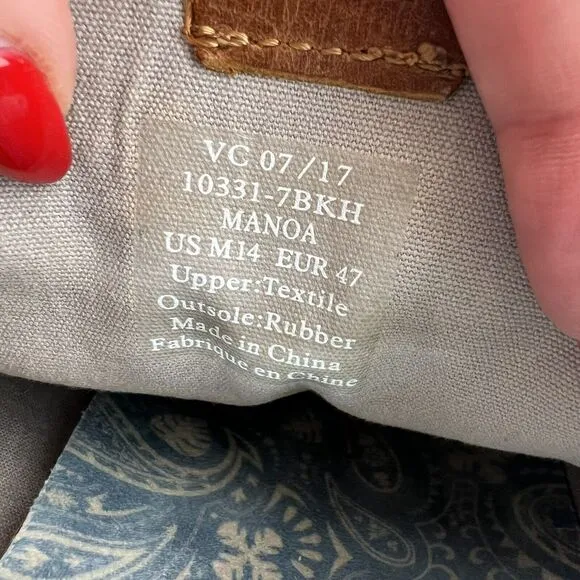 VC 07/17
10331-7BKH
MANOA
US M14 EUR 47
Upper:Textile
Outsole:Rubber
Made in China
Fabrique en Chine